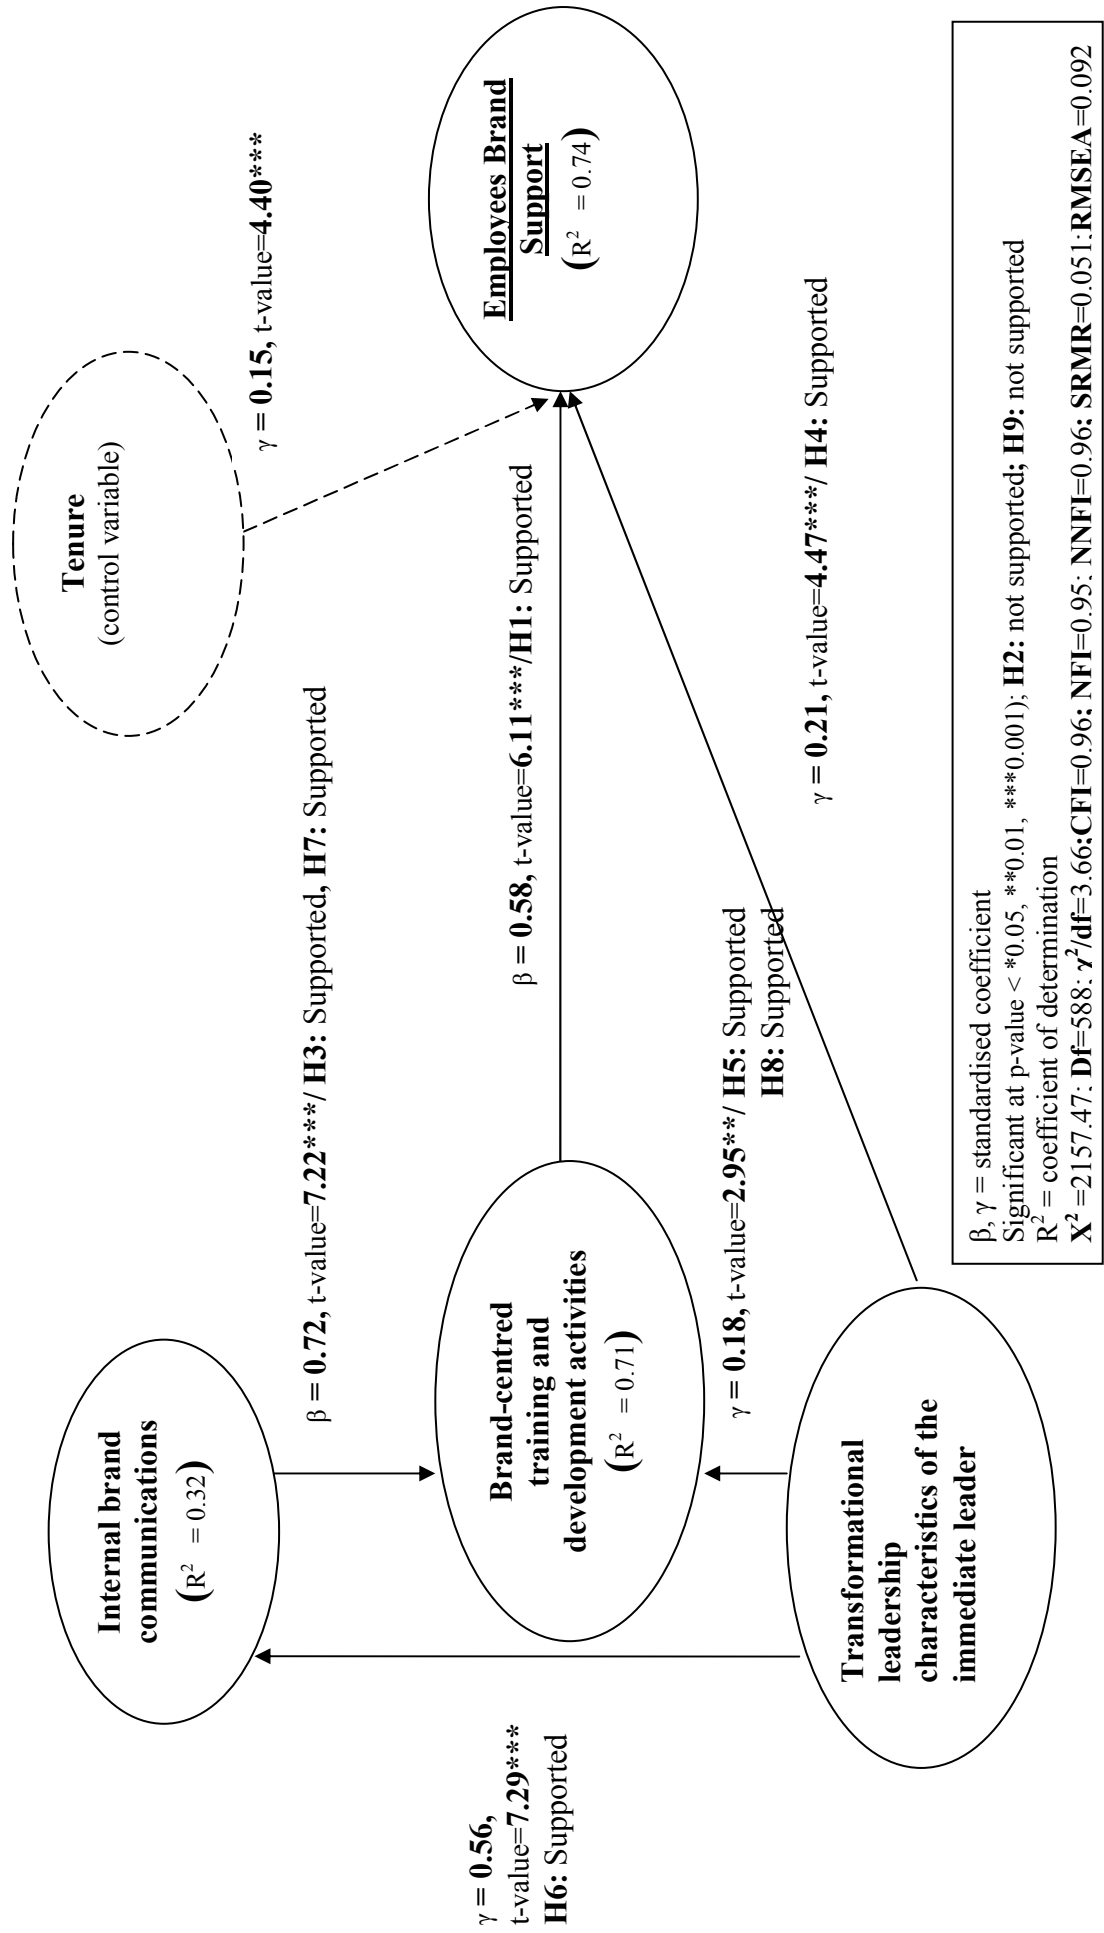 Tenure
(control variable)
γ = 0.15, t-value=4.40***
Internal brand
communications
(R² = 0.32)
β = 0.72, t-value=7.22***/ H3: Supported, H7: Supported
Employees Brand
Support
(R² = 0.74)
γ = 0.56,
t-value=7.29***
H6: Supported
Brand-centred
training and
development activities
(R² = 0.71)
β = 0.58, t-value=6.11***/H1: Supported
γ = 0.18, t-value=2.95**/ H5: Supported
H8: Supported
γ = 0.21, t-value=4.47***/ H4: Supported
Transformational
leadership
characteristics of the
immediate leader
β, γ = standardised coefficient
Significant at p-value < *0.05, **0.01, ***0.001); H2: not supported; H9: not supported
R² = coefficient of determination
X² =2157.47: Df=588: χ²/df=3.66;CFI=0.96; NFI=0.95: NNFI=0.96; SRMR=0.051:RMSEA=0.092